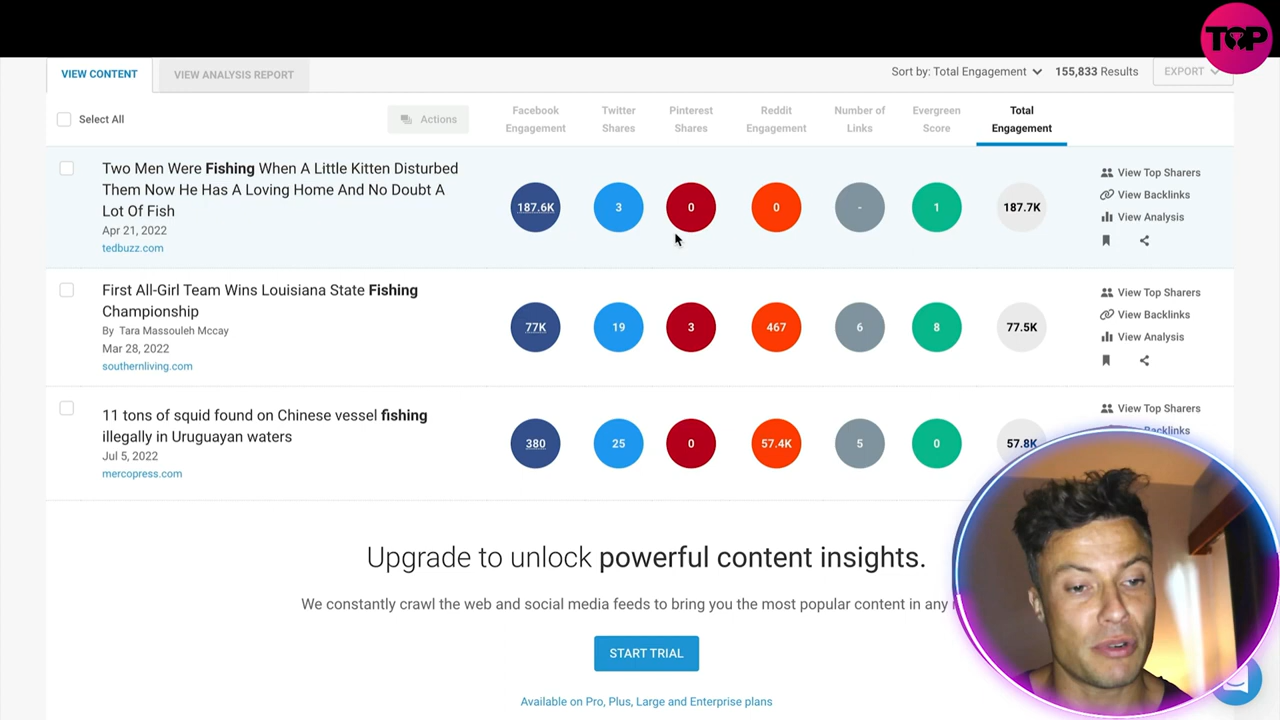 TOP
VIEW CONTENT
VIEW ANALYSIS REPORT
Sort by: Total Engagement
155,833 Results
EXPORT
Select All
Actions
Facebook
Engagement
Twitter
Shares
Pinterest
Shares
Reddit
Engagement
Number of
Links
Evergreen
Score
Total
Engagement
Two Men Were Fishing When A Little Kitten Disturbed
Them Now He Has A Loving Home And No Doubt A
Lot Of Fish
Apr 21, 2022
tedbuzz.com
187.6K
3
0
0
-
1
187.7K
View Top Sharers
View Backlinks
View Analysis
First All-Girl Team Wins Louisiana State Fishing
Championship
By Tara Massouleh Mccay
Mar 28, 2022
southernliving.com
77K
19
3
467
6
8
77.5K
View Top Sharers
View Backlinks
View Analysis
11 tons of squid found on Chinese vessel fishing
illegally in Uruguayan waters
Jul 5, 2022
mercopress.com
380
25
0
57.4K
5
0
57.8K
View Top Sharers
Backlinks
Upgrade to unlock powerful content insights.
We constantly crawl the web and social media feeds to bring you the most popular content in any
START TRIAL
Available on Pro, Plus, Large and Enterprise plans